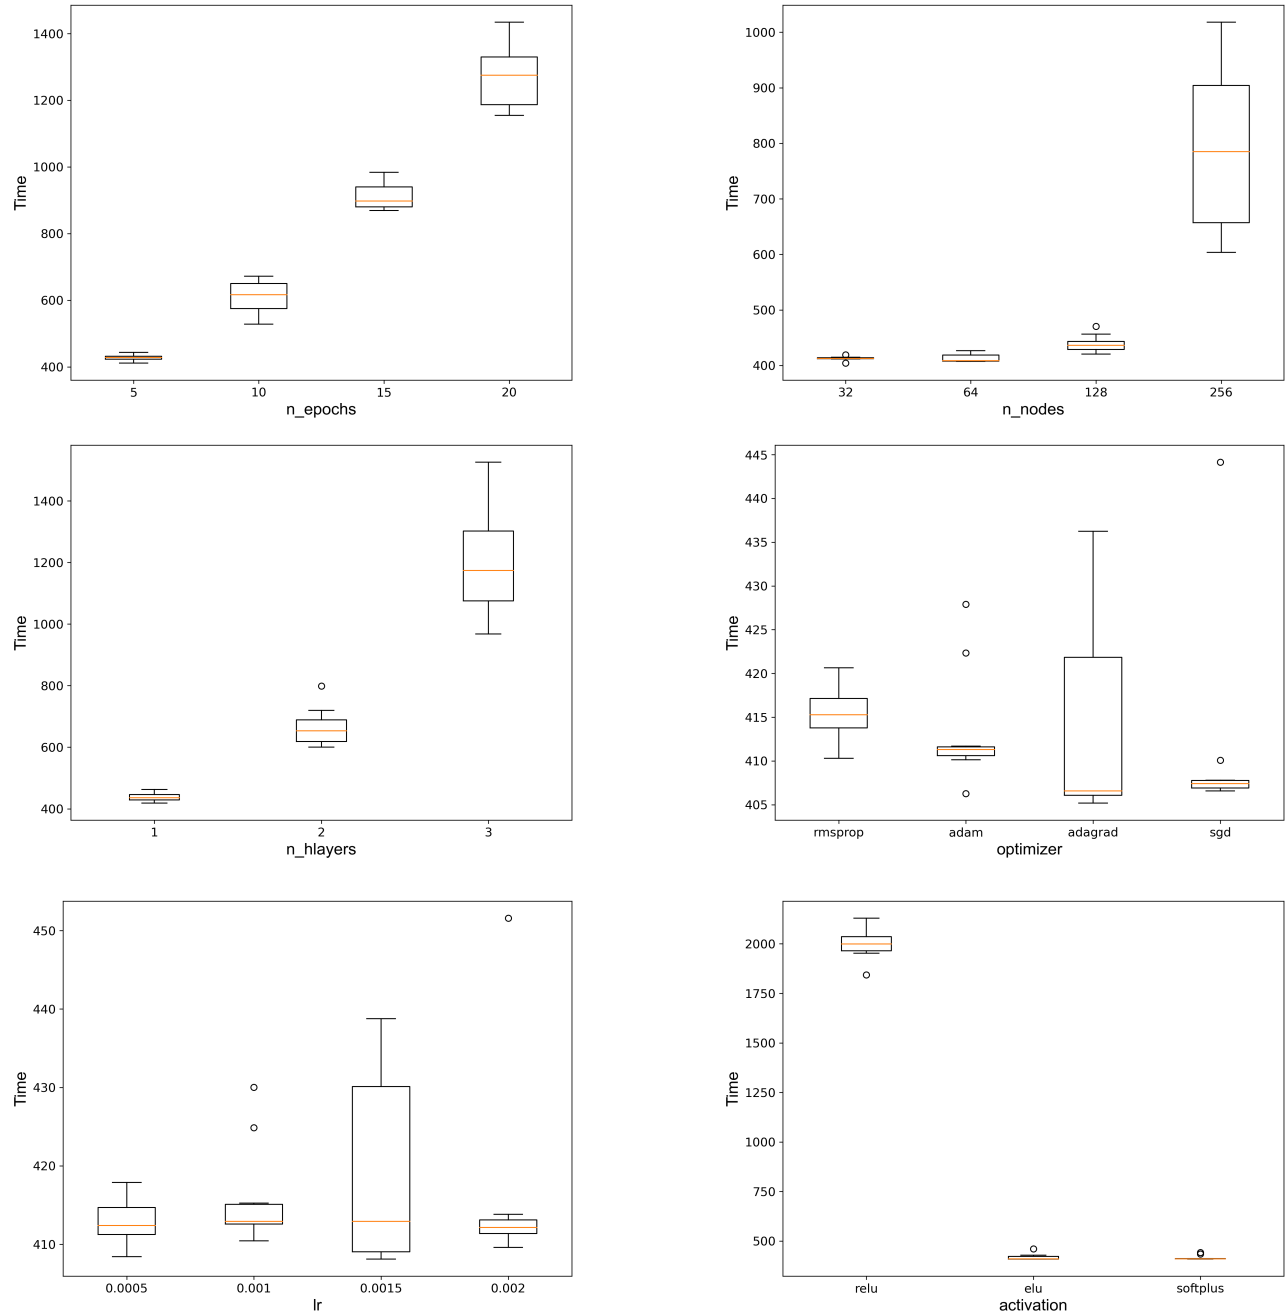 1400
1200
1000
800
600
400
Time
5 10 15 20
n_epochs
1000
900
800
700
600
500
400
Time
32 64 128 256
n_nodes
1400
1200
1000
800
600
400
Time
1 2 3
n_hlayers
445
440
435
430
425
420
415
410
405
Time
rmsprop adam adagrad sgd
optimizer
450
440
430
420
410
Time
0.0005 0.001 0.0015 0.002
lr
2000
1750
1500
1250
1000
750
500
Time
relu elu softplus
activation